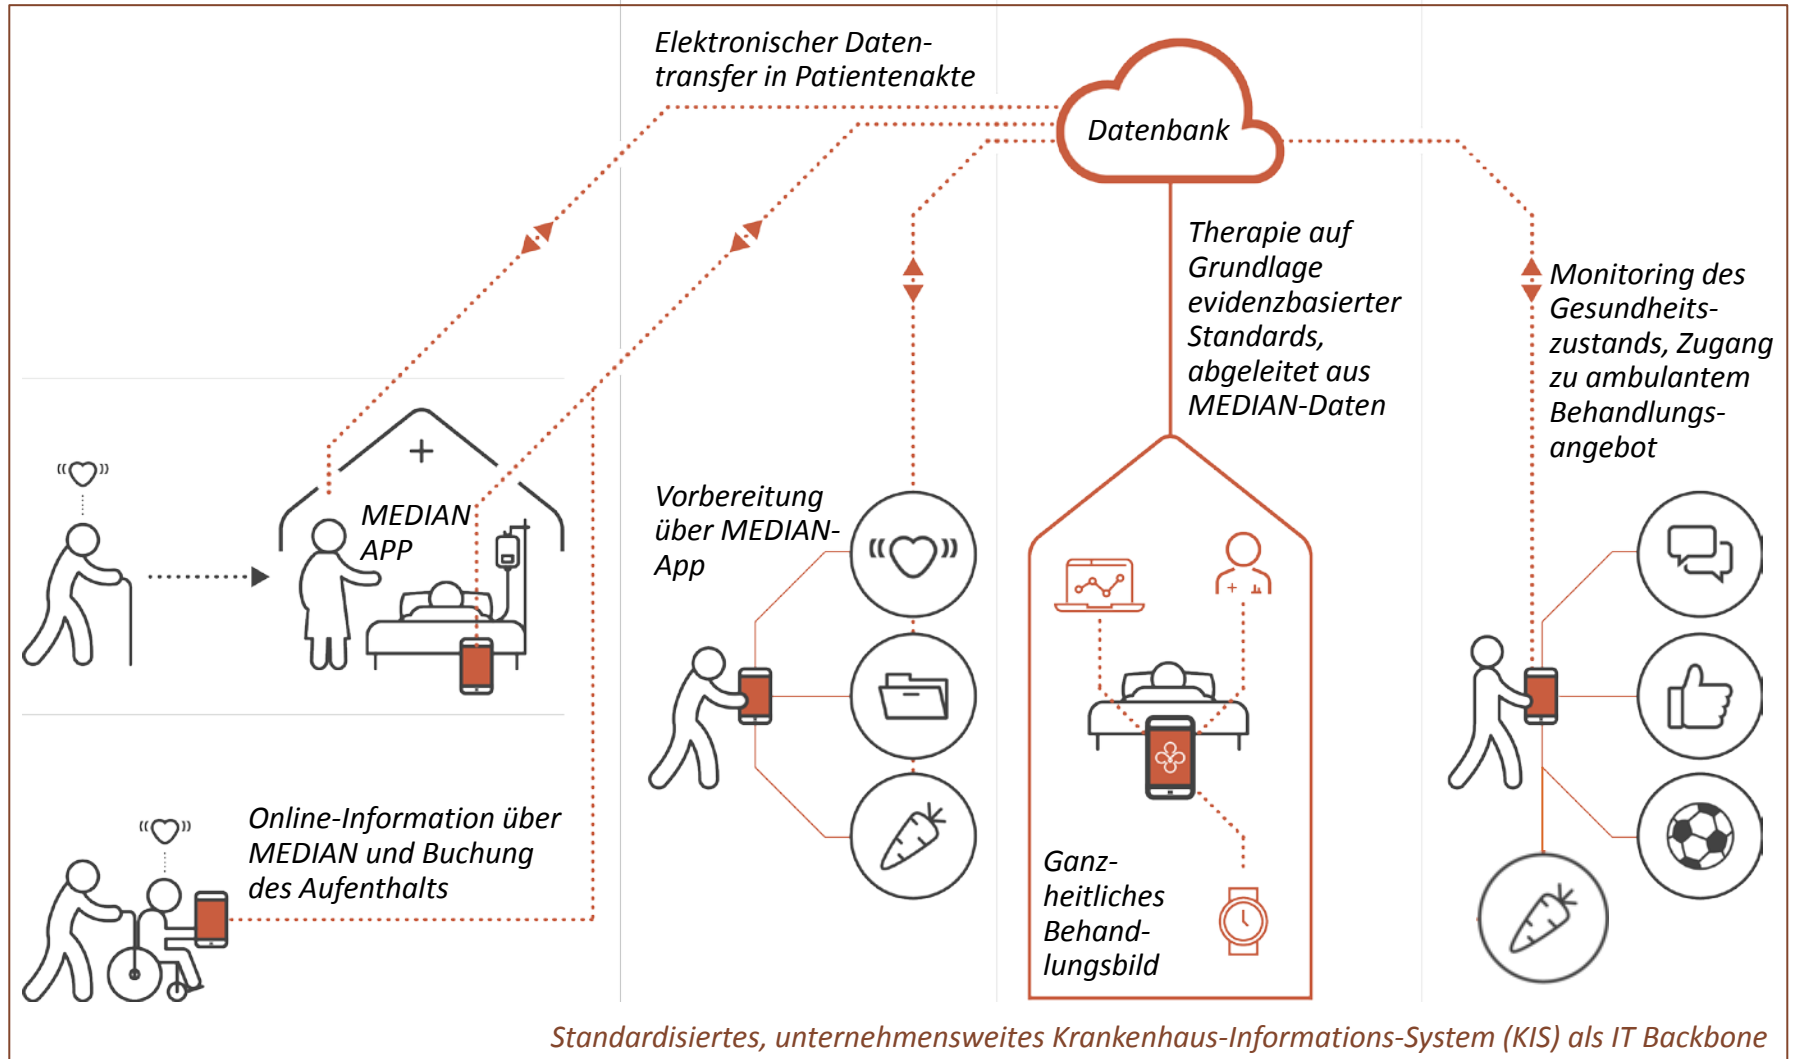 Elektronischer Daten-
transfer in Patientenakte
Datenbank
Therapie auf
Grundlage
evidenzbasierter
Standards,
abgeleitet aus
MEDIAN-Daten
Monitoring des
Gesundheits-
zustands, Zugang
zu ambulantem
Behandlungs-
angebot
MEDIAN
APP
Vorbereitung
über MEDIAN-
App
Online-Information über
MEDIAN und Buchung
des Aufenthalts
Ganz-
heitliches
Behand-
lungsbild
Standardisiertes, unternehmensweites Krankenhaus-Informations-System (KIS) als IT Backbone